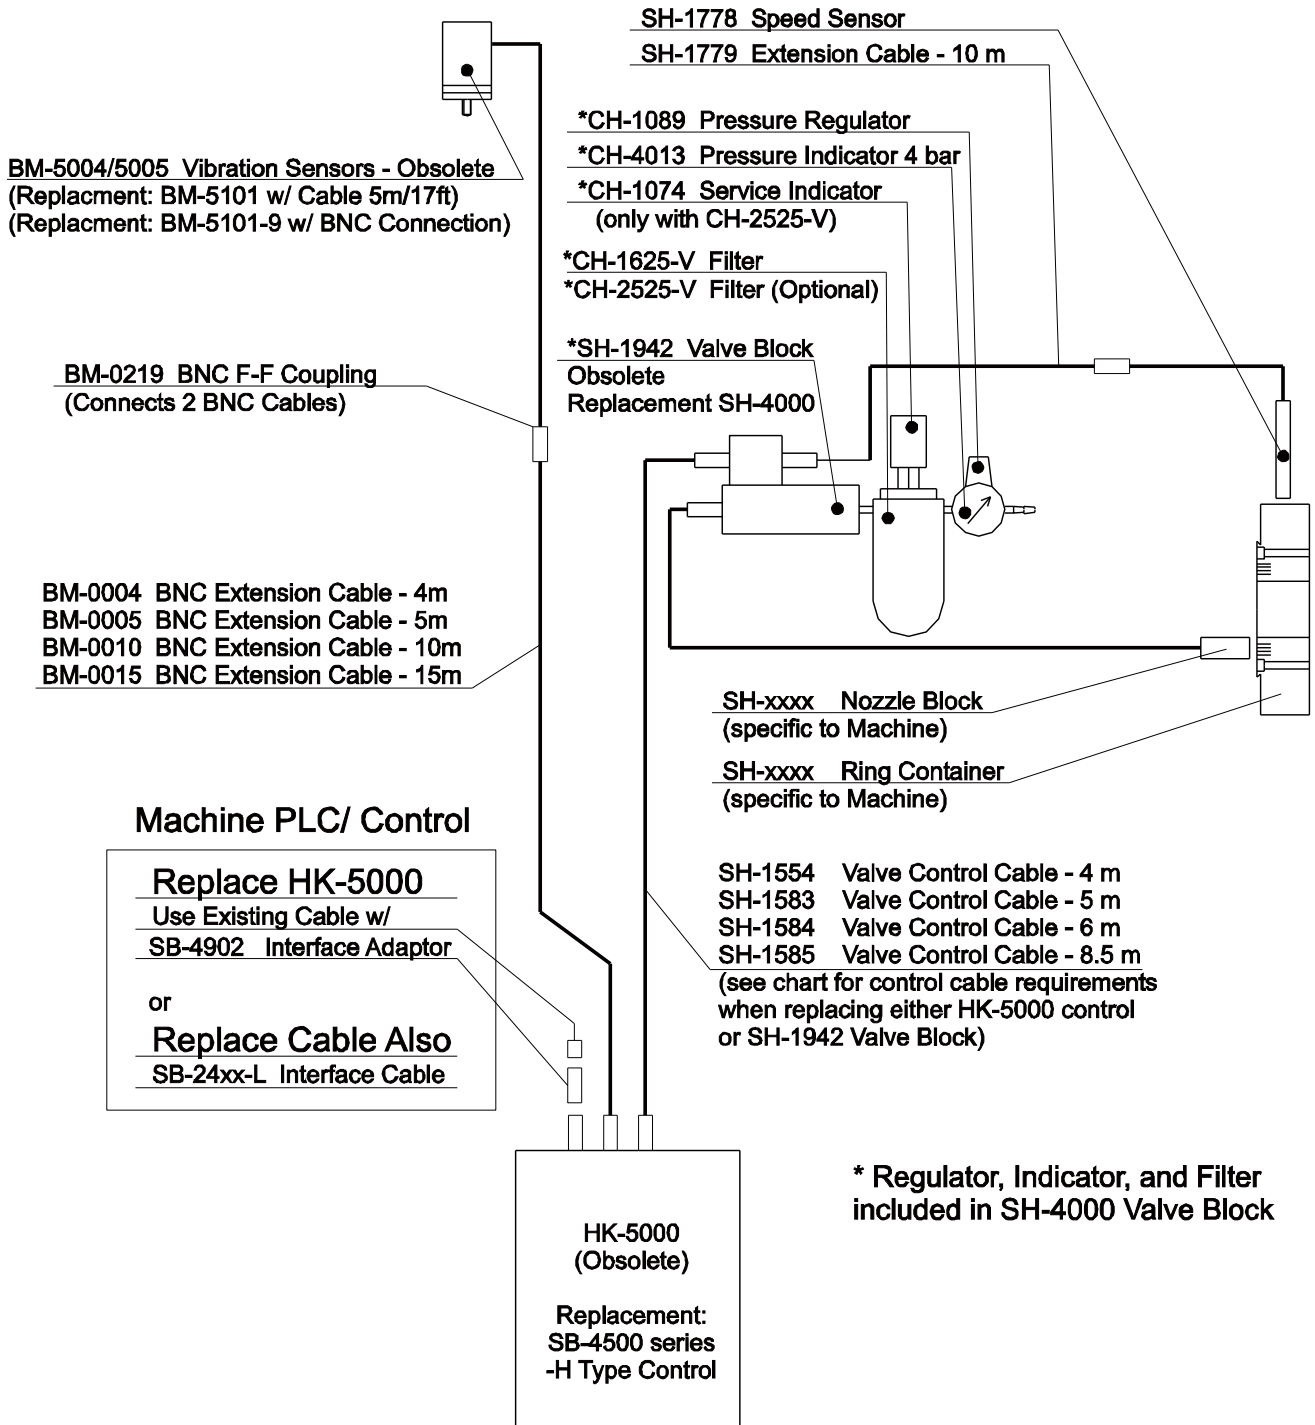 SH-1778 Speed Sensor
SH-1779 Extension Cable - 10 m
*CH-1089 Pressure Regulator
*CH-4013 Pressure Indicator 4 bar
*CH-1074 Service Indicator
(only with CH-2525-V)
*CH-1625-V Filter
*CH-2525-V Filter (Optional)
*SH-1942 Valve Block
Obsolete
Replacement SH-4000
BM-5004/5005 Vibration Sensors - Obsolete
(Replacment: BM-5101 w/ Cable 5m/17ft)
(Replacment: BM-5101-9 w/ BNC Connection)
BM-0219 BNC F-F Coupling
(Connects 2 BNC Cables)
BM-0004 BNC Extension Cable - 4m
BM-0005 BNC Extension Cable - 5m
BM-0010 BNC Extension Cable - 10m
BM-0015 BNC Extension Cable - 15m
SH-xxxx Nozzle Block
(specific to Machine)
SH-xxxx Ring Container
(specific to Machine)
Machine PLC/ Control
Replace HK-5000
Use Existing Cable w/
SB-4902 Interface Adaptor
or
Replace Cable Also
SB-24xx-L Interface Cable
SH-1554 Valve Control Cable - 4 m
SH-1583 Valve Control Cable - 5 m
SH-1584 Valve Control Cable - 6 m
SH-1585 Valve Control Cable - 8.5 m
(see chart for control cable requirements
when replacing either HK-5000 control
or SH-1942 Valve Block)
* Regulator, Indicator, and Filter
included in SH-4000 Valve Block
HK-5000
(Obsolete)
Replacement:
SB-4500 series
-H Type Control